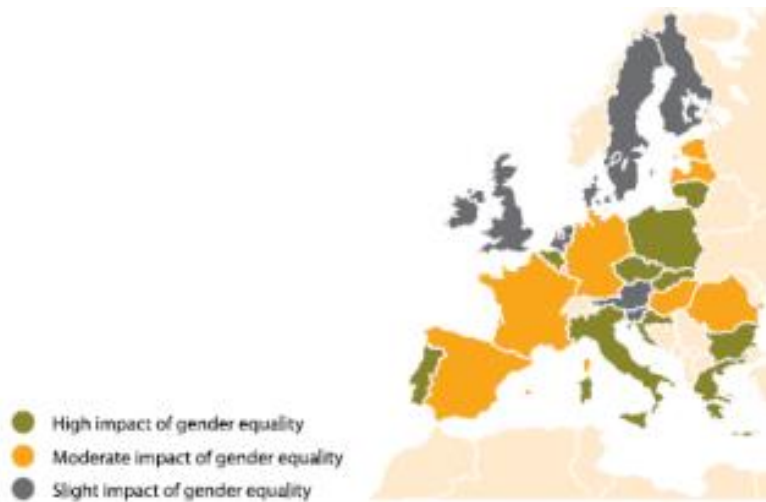 High impact of gender equality
Moderate impact of gender equality
Slight impact of gender equality